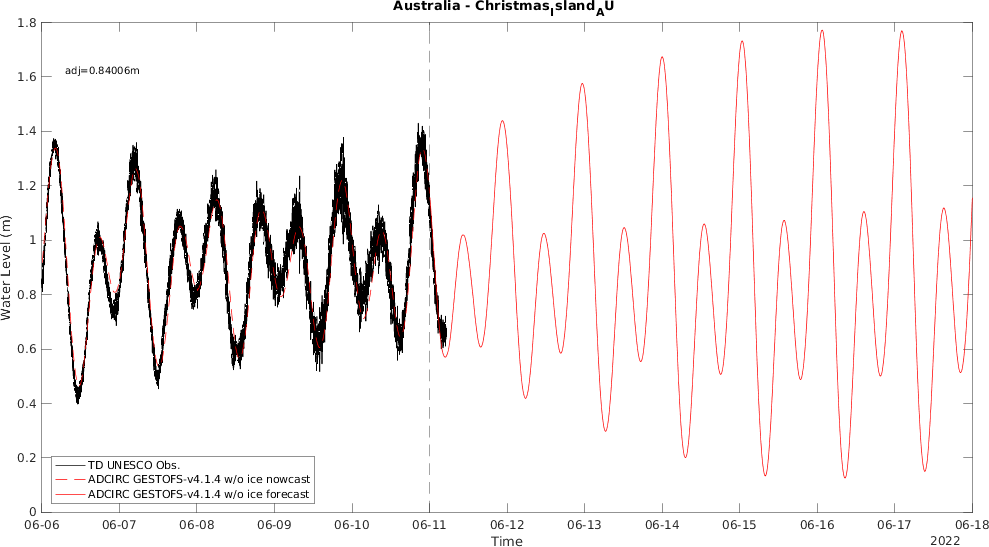 Australia - Christmas_Island_AU
1.8
1.6
1.4
1.2
1
0.8
0.6
0.4
0.2
0
Water Level (m)
adj=0.84006m
TD UNESCO Obs.
ADCIRC GESTOFS-v4.1.4 w/o ice nowcast
ADCIRC GESTOFS-v4.1.4 w/o ice forecast
06-06 06-07 06-08 06-09 06-10 06-11 06-12 06-13 06-14 06-15 06-16 06-17 06-18
Time
2022